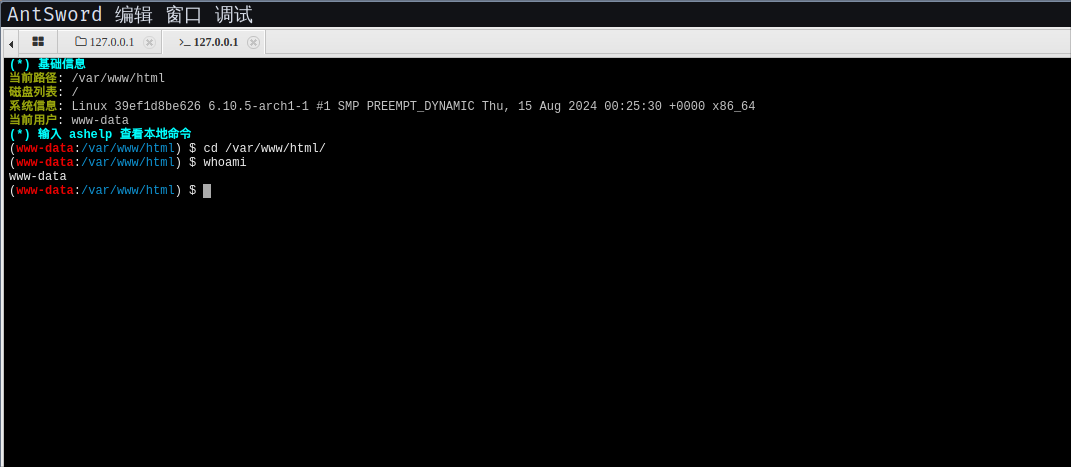 AntSword 编辑 窗口 调试
127.0.0.1 >_ 127.0.0.1
(*) 基础信息
当前路径: /var/www/html
磁盘列表: /
系统信息: Linux 39ef1d8be626 6.10.5-arch1-1 #1 SMP PREEMPT_DYNAMIC Thu, 15 Aug 2024 00:25:30 +0000 x86_64
当前用户: www-data
(*) 输入 ashelp 查看本地命令
(www-data:/var/www/html) $ cd /var/www/html/
(www-data:/var/www/html) $ whoami
www-data
(www-data:/var/www/html) $